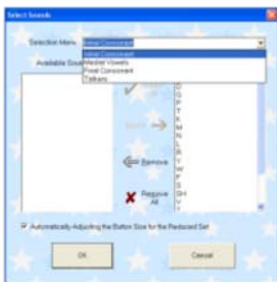 Select Sounds
Selection Menu Initial Consonant
Initial Consonant
Medial Vowels
Final Consonant
Available Sou
G
P
T
K
M
N
L
R
Y
W
F
S
SH
V
Remove
Remove
All
Automatically Adjusting the Button Size for the Reduced Set
OK
Cancel